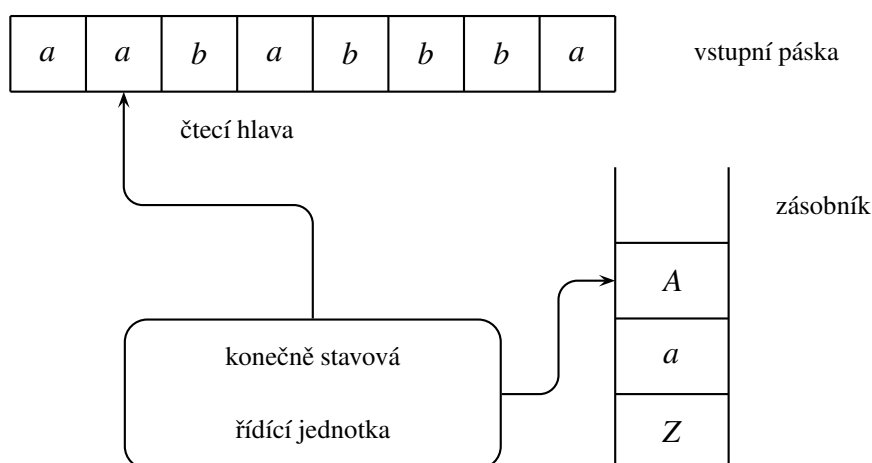 a a b a b b b a vstupní páska
čtecí hlava
zásobník
A
konečně stavová
a
řídící jednotka
Z